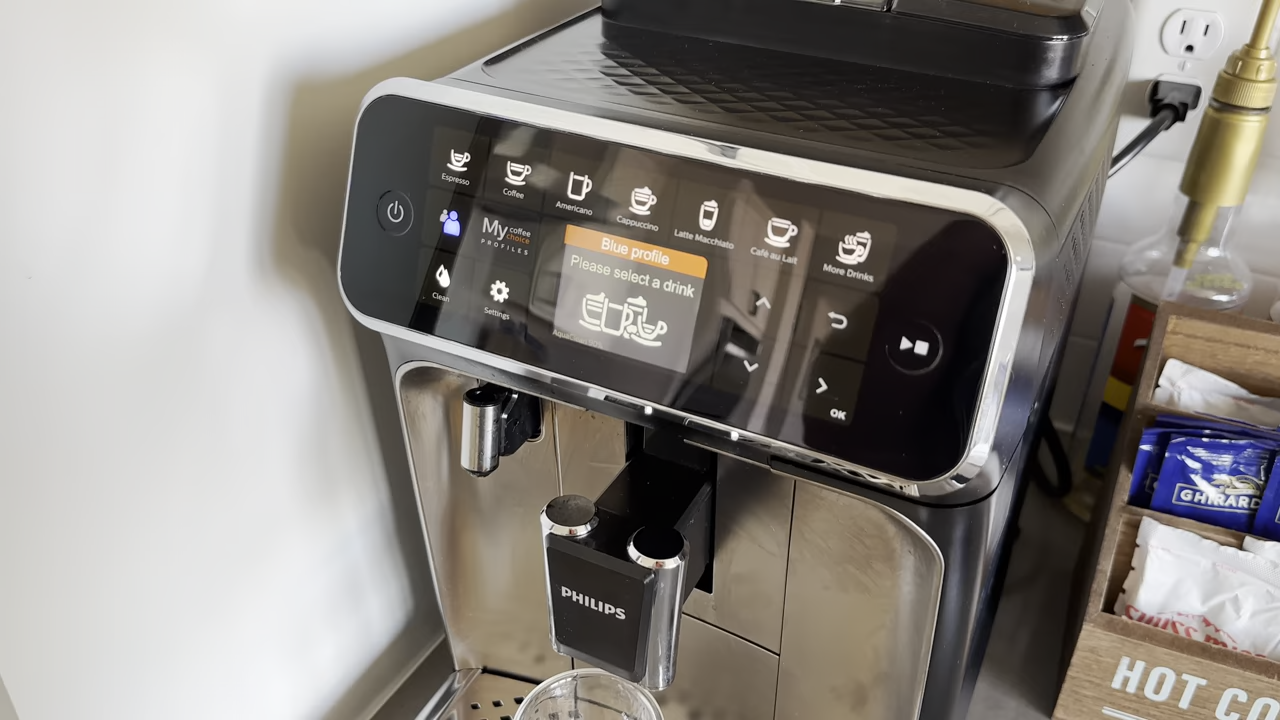 Espresso
Coffee
Americano
Cappuccino
Latte Macchiato
Café au Lait
More Drinks
My coffee
choice
PROFILES
Blue profile
Please select a drink
Clean
Settings
OK
PHILIPS
GHIRARD
HOT CO